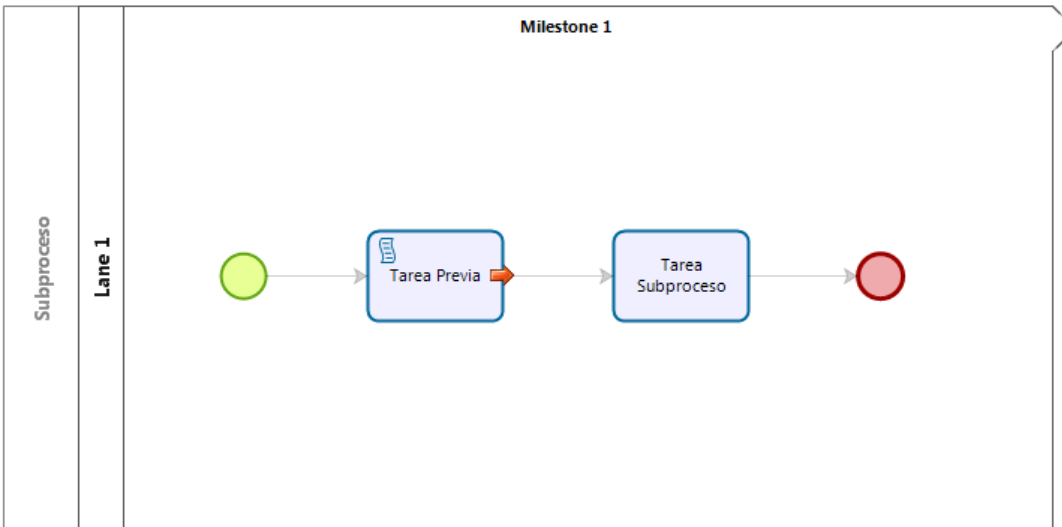 Milestone 1
Subproceso
Lane 1
Tarea Previa
Tarea
Subproceso